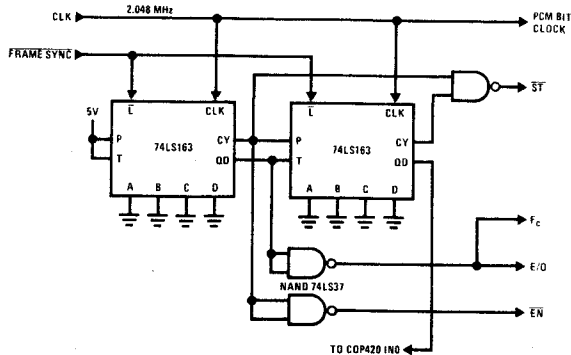 CLK 2.048 MHz PCM BIT
CLOCK
FRAME SYNC
ST
5V L CLK L CLK
P CY P CY
T 74LS163 QD T 74LS163 QD
A B C D A B C D
Fc
E/O
NAND 74LS37
EN
TO COP420 IN0